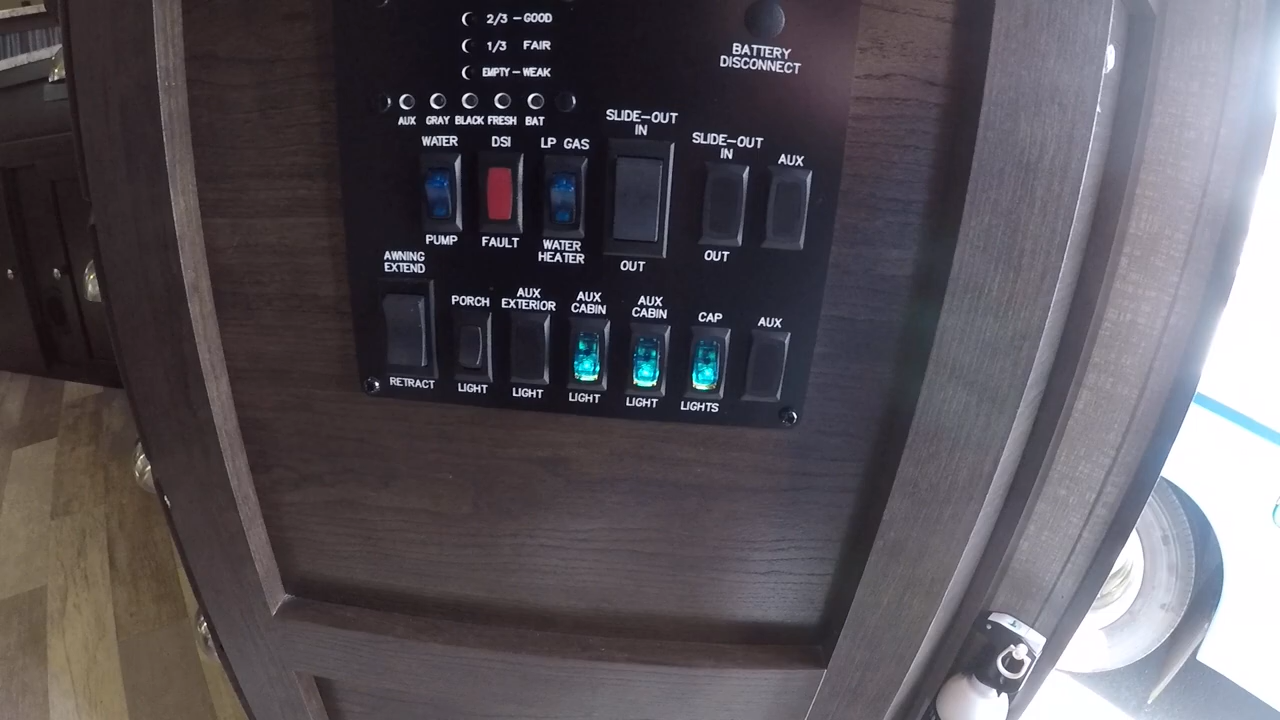 2/3 – GOOD
1/3 FAIR
EMPTY – WEAK
BATTERY
DISCONNECT
AUX GRAY BLACK FRESH BAT
WATER
PUMP
DSI
FAULT
LP GAS
WATER
HEATER
SLIDE–OUT
IN
OUT
SLIDE–OUT
IN
OUT
AUX
AWNING
EXTEND
RETRACT
PORCH
LIGHT
AUX
EXTERIOR
LIGHT
AUX
CABIN
LIGHT
AUX
CABIN
LIGHT
CAP
LIGHTS
AUX